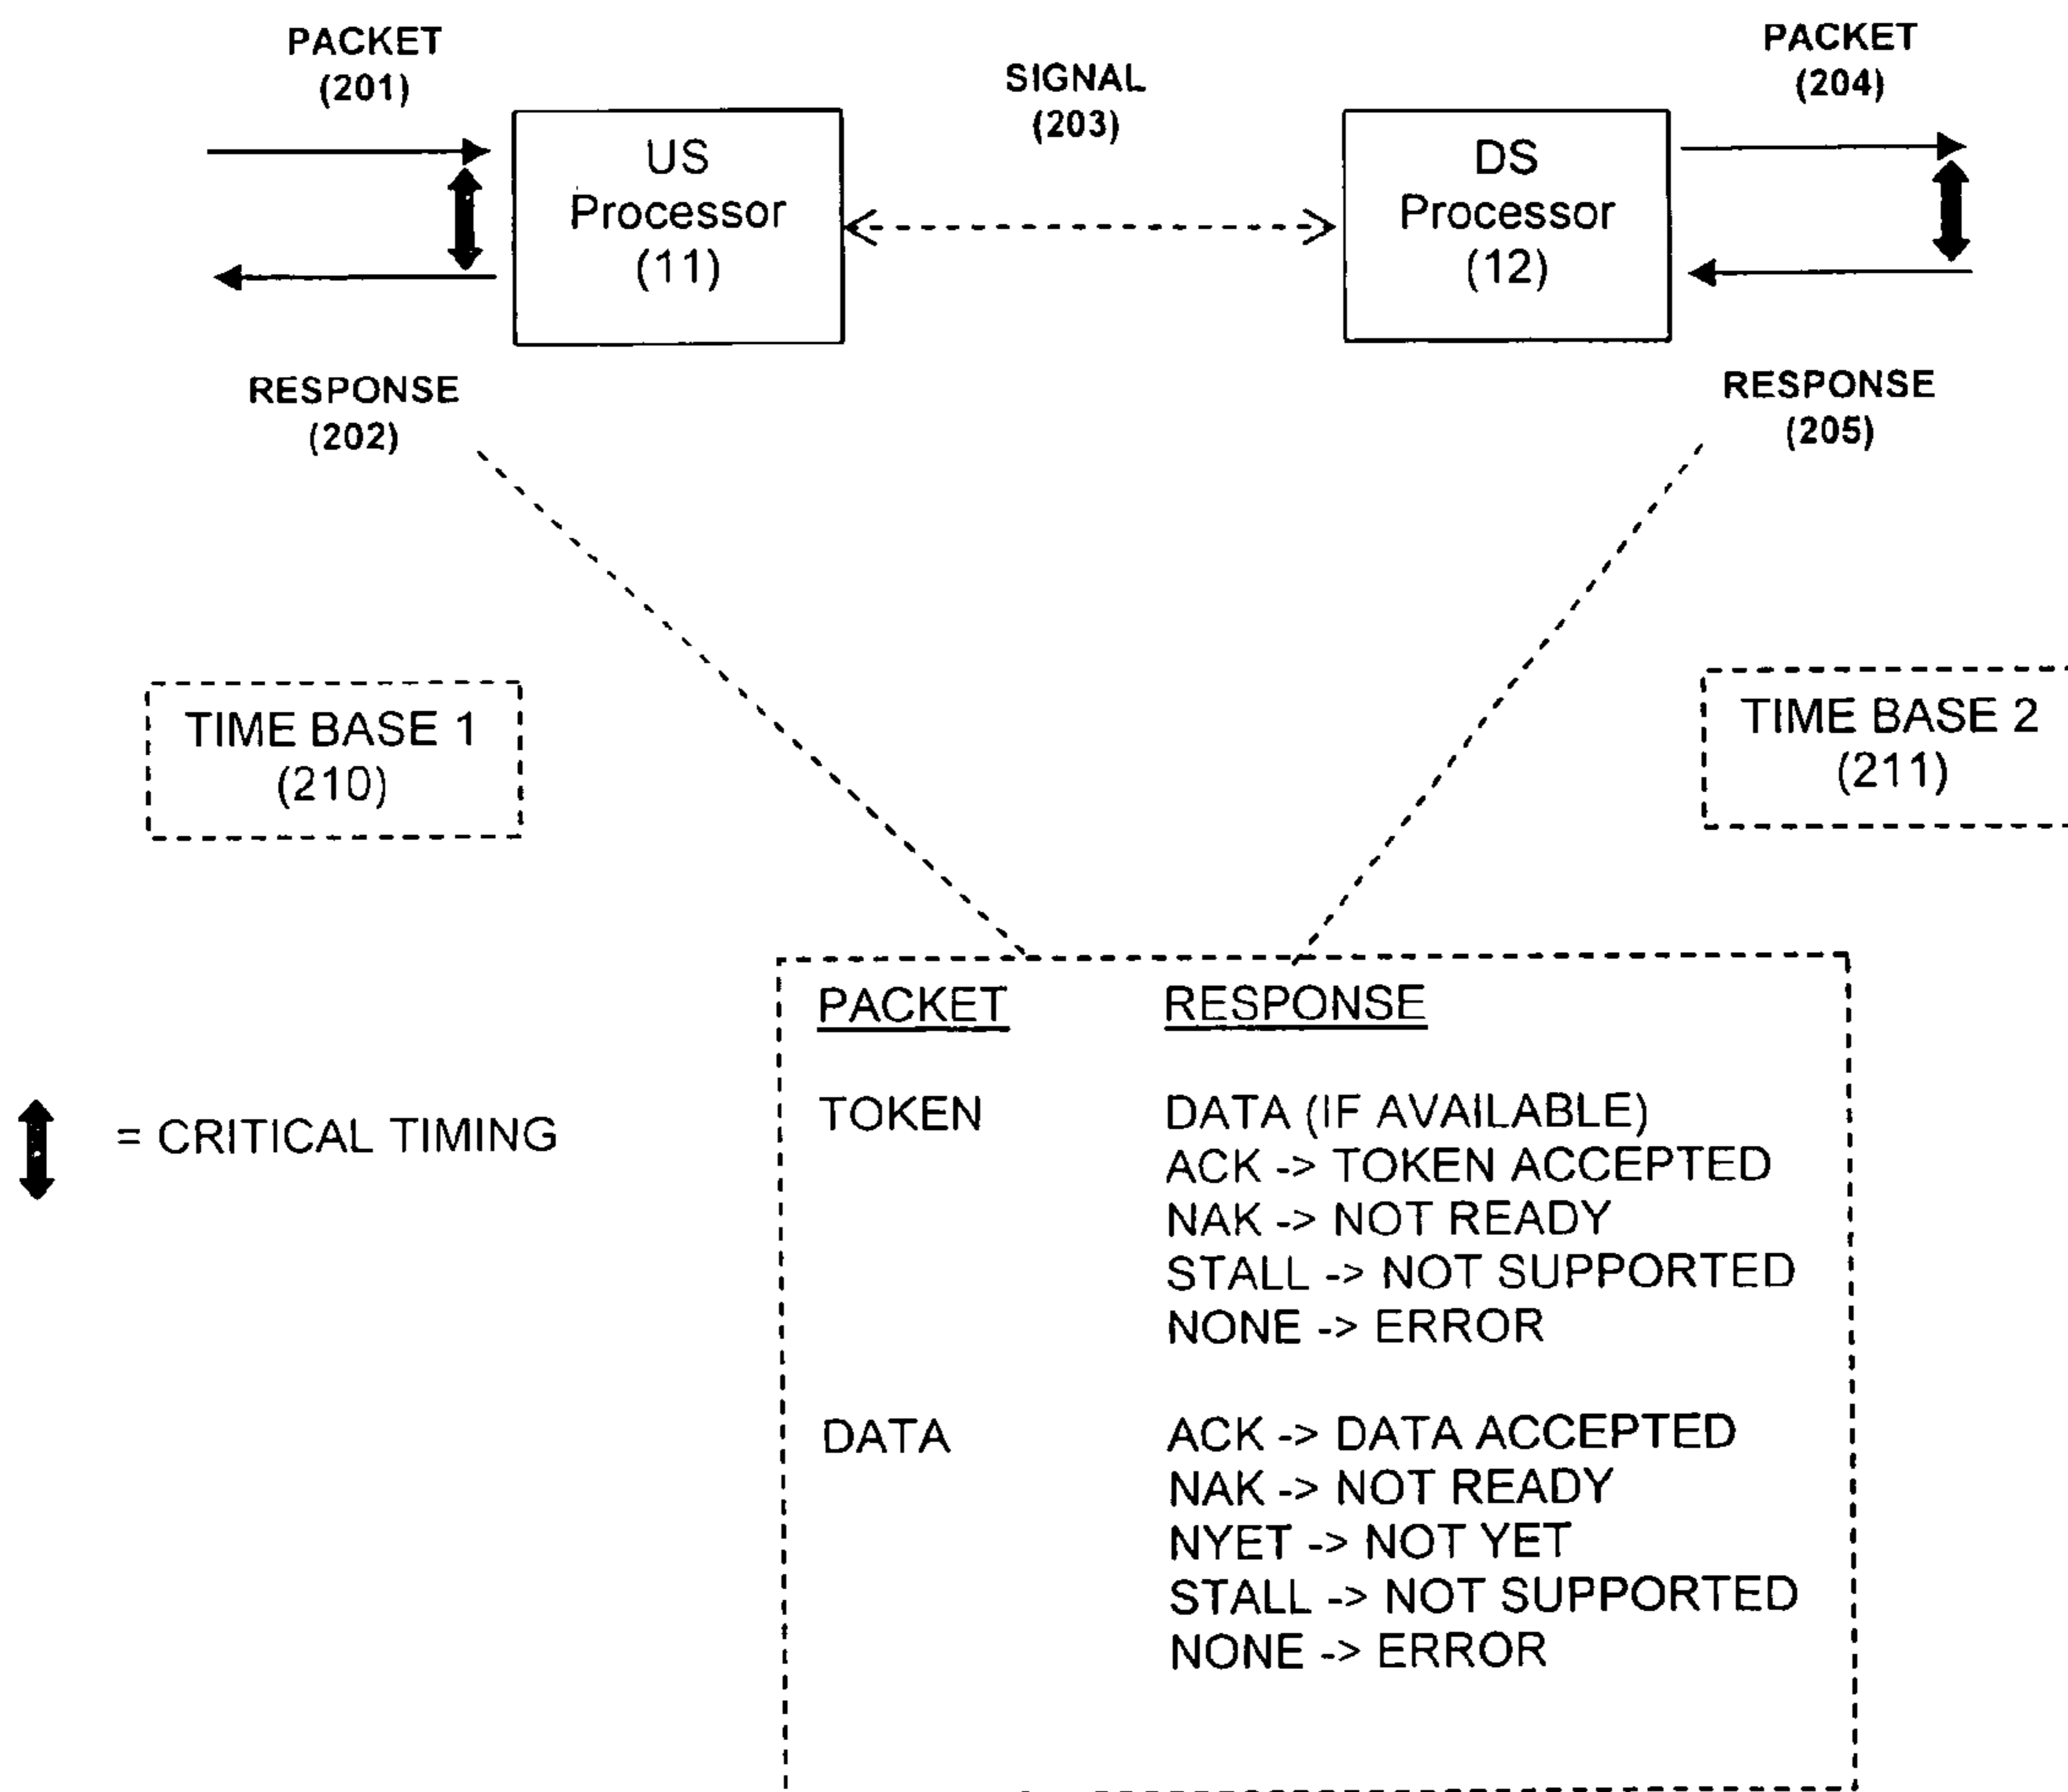 PACKET
(201)
SIGNAL
(203)
PACKET
(204)
US
Processor
(11)
DS
Processor
(12)
RESPONSE
(202)
RESPONSE
(205)
TIME BASE 1
(210)
TIME BASE 2
(211)
PACKET RESPONSE
TOKEN DATA (IF AVAILABLE)
ACK -> TOKEN ACCEPTED
NAK -> NOT READY
STALL -> NOT SUPPORTED
NONE -> ERROR
= CRITICAL TIMING
DATA ACK -> DATA ACCEPTED
NAK -> NOT READY
NYET -> NOT YET
STALL -> NOT SUPPORTED
NONE -> ERROR